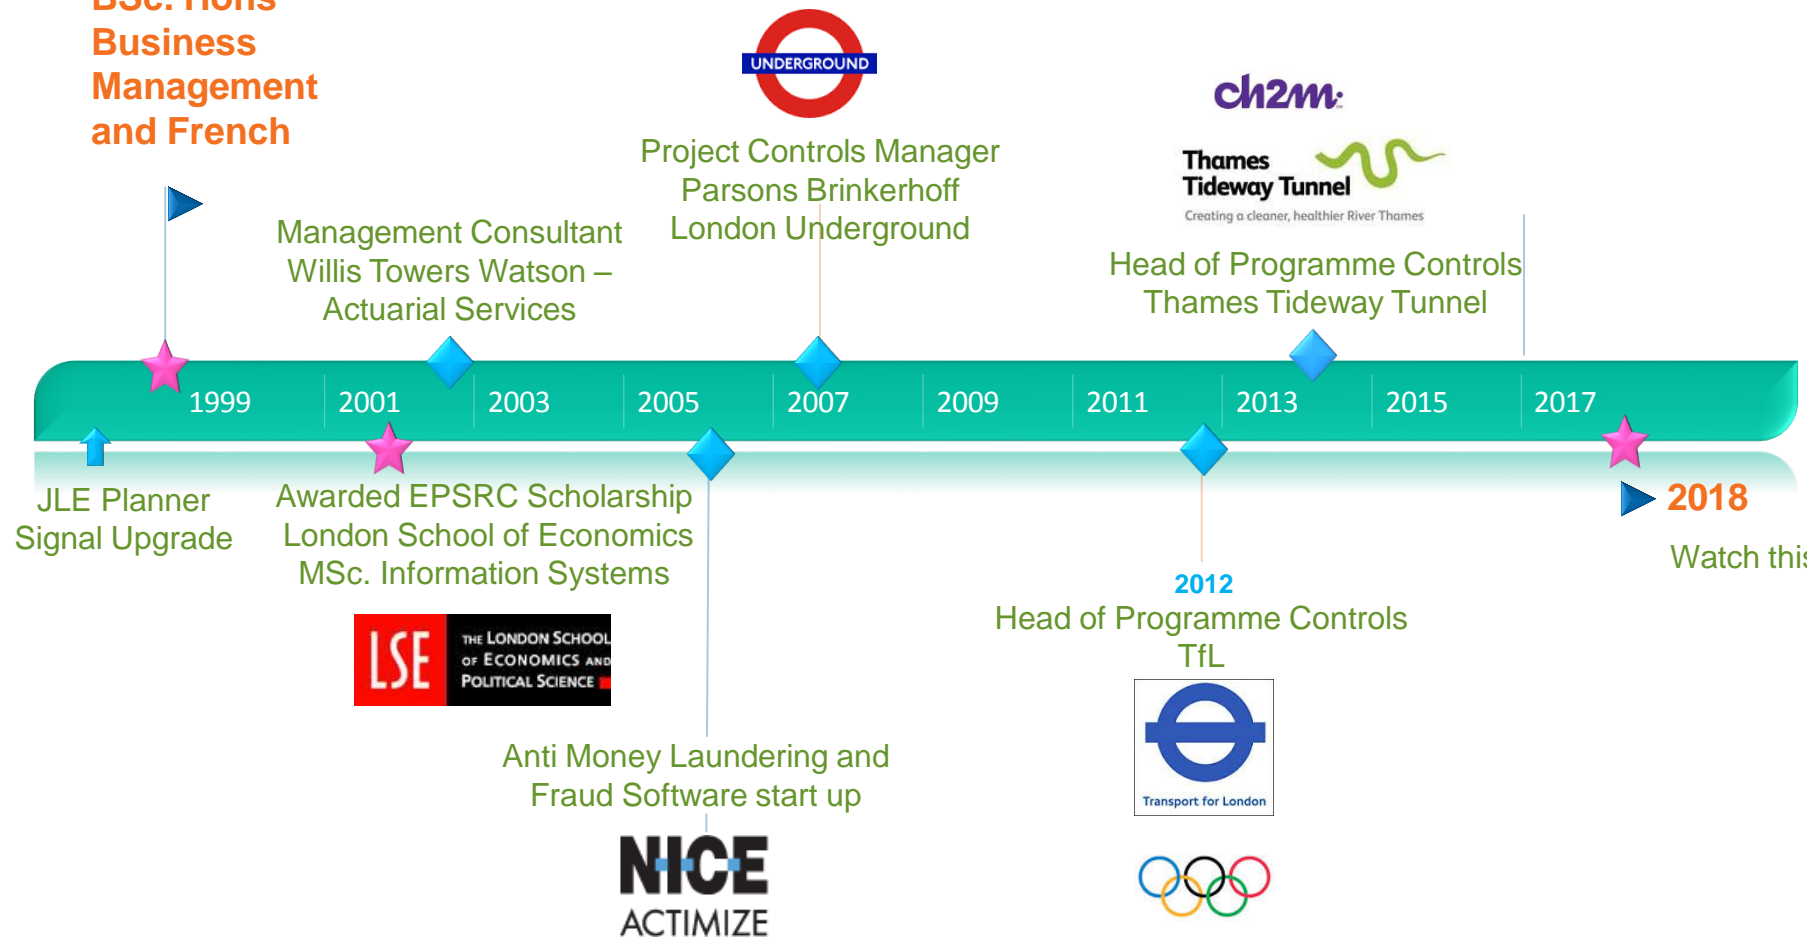 BSc. Hons
Business
Management
and French
UNDERGROUND
Project Controls Manager
Parsons Brinkerhoff
London Underground
ch2m:
Thames
Tideway Tunnel
Creating a cleaner, healthier River Thames
Management Consultant
Willis Towers Watson –
Actuarial Services
Head of Programme Controls
Thames Tideway Tunnel
1999 2001 2003 2005 2007 2009 2011 2013 2015 2017
JLE Planner
Signal Upgrade
Awarded EPSRC Scholarship
London School of Economics
MSc. Information Systems
LSE
THE LONDON SCHOOL
OF ECONOMICS AND
POLITICAL SCIENCE
2018
Watch this
2012
Head of Programme Controls
TfL
Transport for London
Anti Money Laundering and
Fraud Software start up
NICE
ACTIMIZE